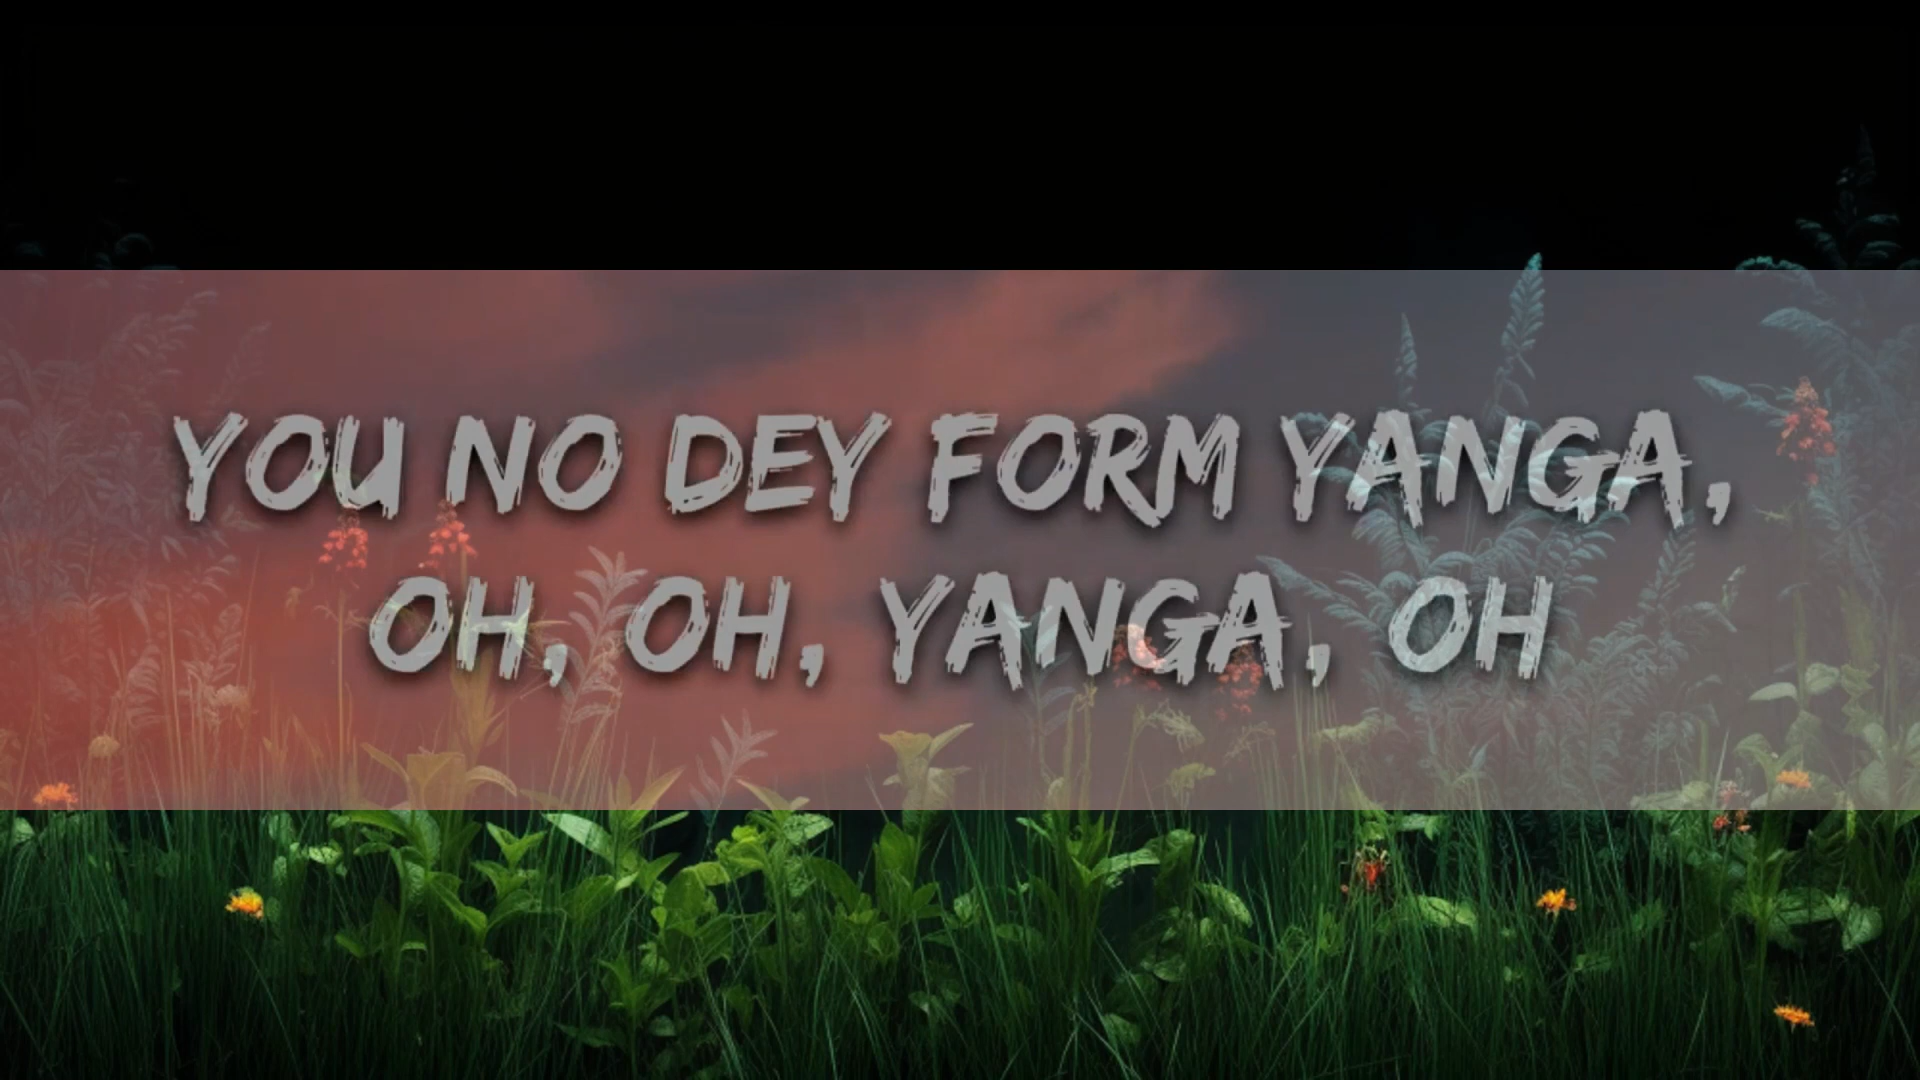 YOU NO DEY FORM YANGA,
OH, OH, YANGA, OH